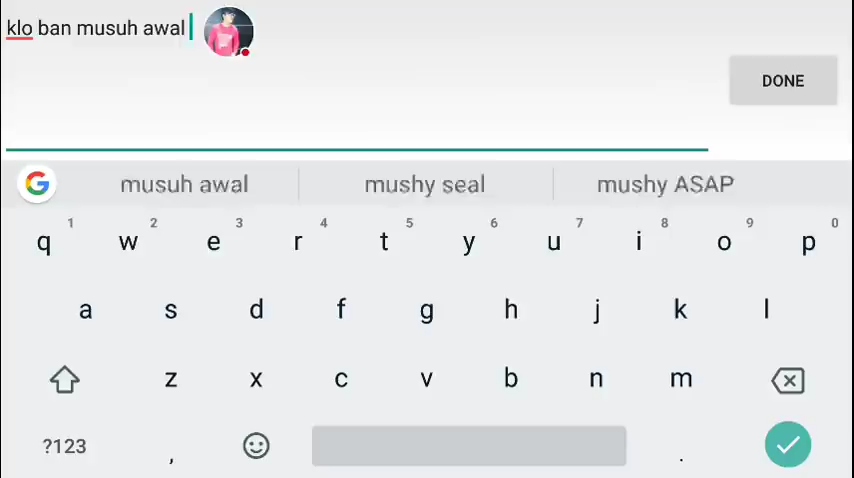 klo ban musuh awal
DONE
G musuh awal mushy seal mushy ASAP
1 2 3 4 5 6 7 8 9 0
q w e r t y u i o p
a s d f g h j k l
z x c v b n m
?123 , .